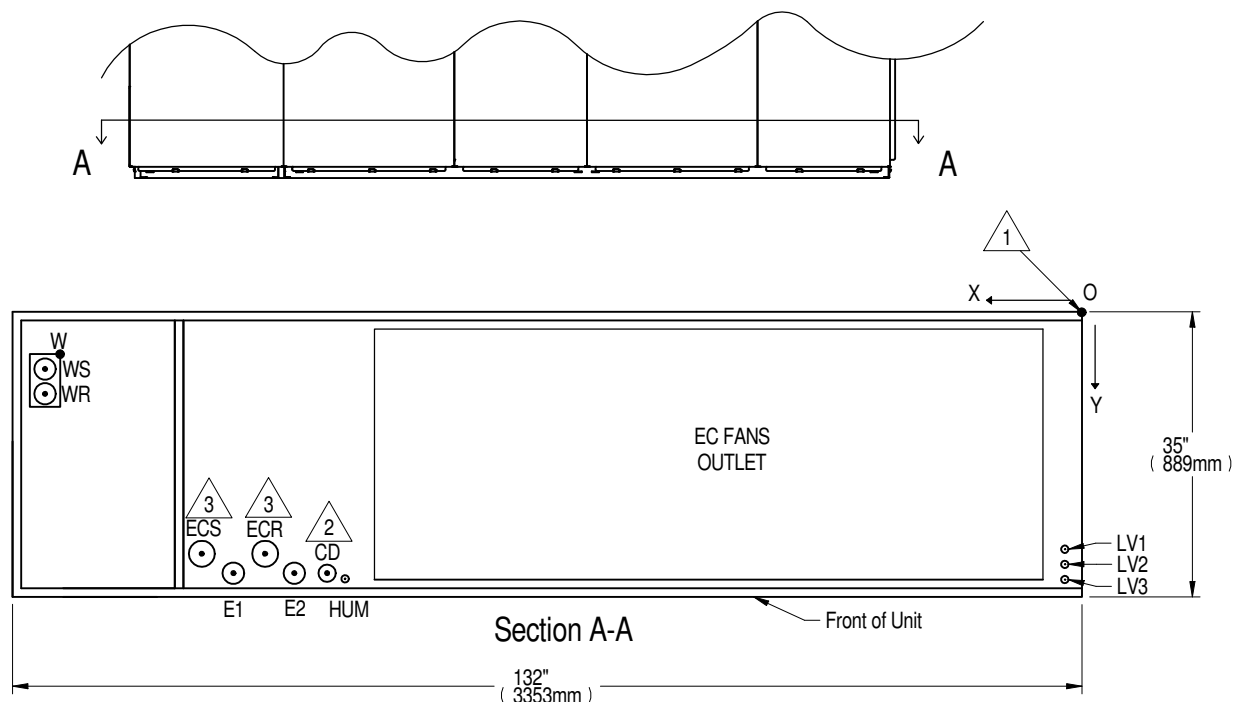 A
A
1
X
O
W
WS
WR
Y
EC FANS
OUTLET
35"
( 889mm )
3
3
2
ECS
ECR
CD
LV1
LV2
LV3
E1
E2
HUM
Section A-A
Front of Unit
132"
( 3353mm )